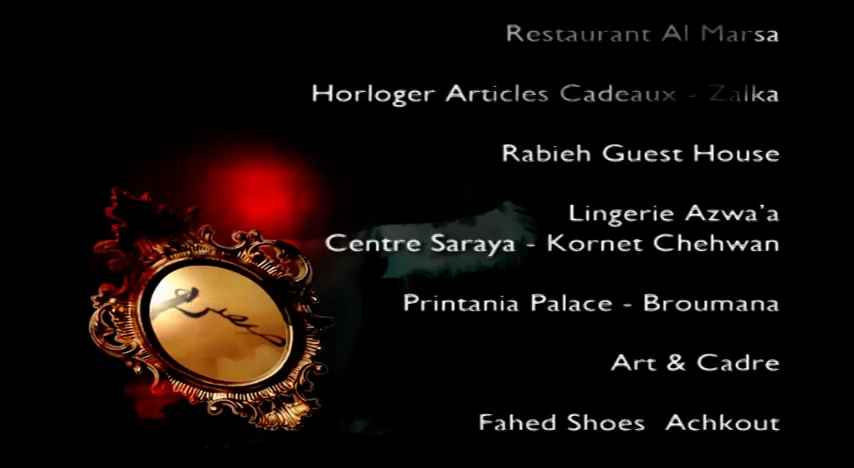 Restaurant Al Marsa
Horloger Articles Cadeaux - Zalka
Rabieh Guest House
Lingerie Azwa'a
Centre Saraya - Kornet Chehwan
Printania Palace - Broumana
Art & Cadre
Fahed Shoes Achkout